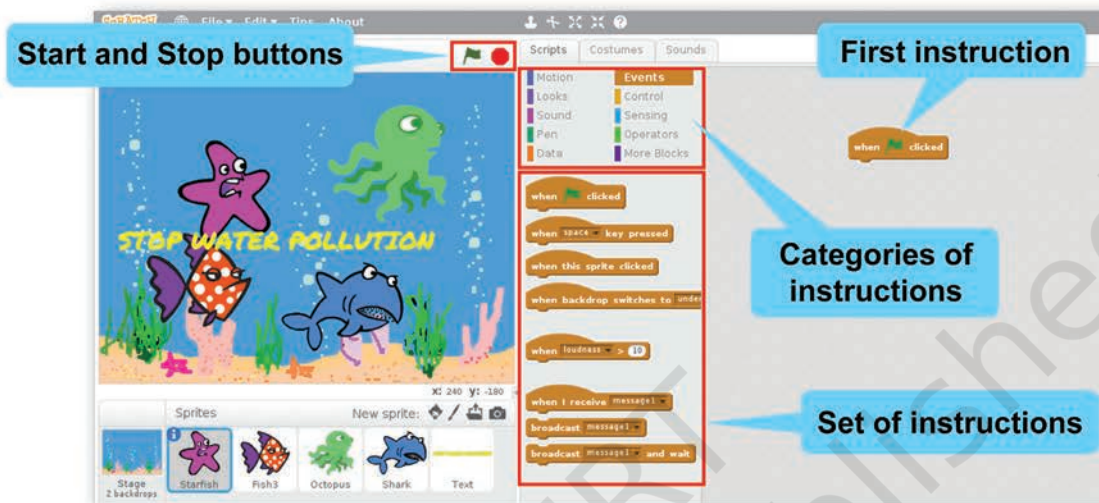 SCRATCH File Edit Tips About
Start and Stop buttons
Scripts Costumes Sounds
First instruction
Motion Events
Looks Control
Sound Sensing
Pen Operators
Data More Blocks
when clicked
when clicked
when space key pressed
when this sprite clicked
when backdrop switches to under
when loudness > 10
when I receive message1
broadcast message1
broadcast message1 and wait
Categories of
instructions
Set of instructions
STOP WATER POLLUTION
X: 240 Y: -180
Sprites New sprite:
Stage
2 backdrops
Starfish Fish3 Octopus Shark Text